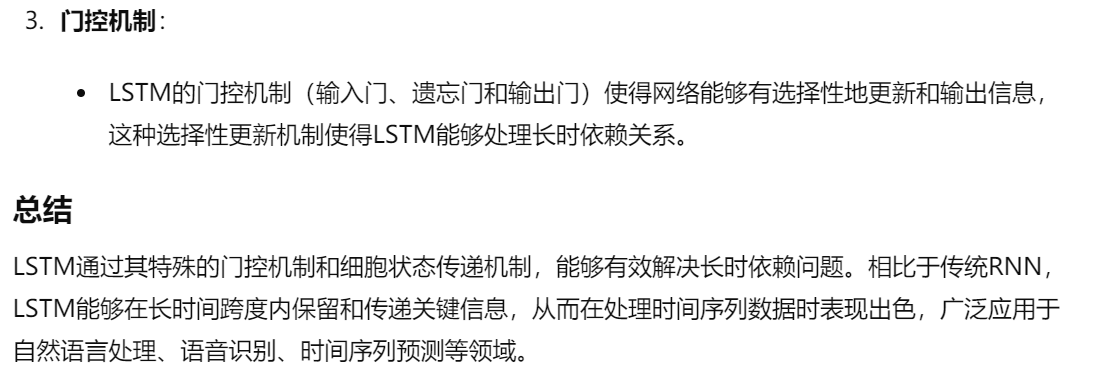 3. 门控机制：
• LSTM的门控机制（输入门、遗忘门和输出门）使得网络能够有选择性地更新和输出信息，
这种选择性更新机制使得LSTM能够处理长时依赖关系。
总结
LSTM通过其特殊的门控机制和细胞状态传递机制，能够有效解决长时依赖问题。相比于传统RNN，
LSTM能够在长时间跨度内保留和传递关键信息，从而在处理时间序列数据时表现出色，广泛应用于
自然语言处理、语音识别、时间序列预测等领域。